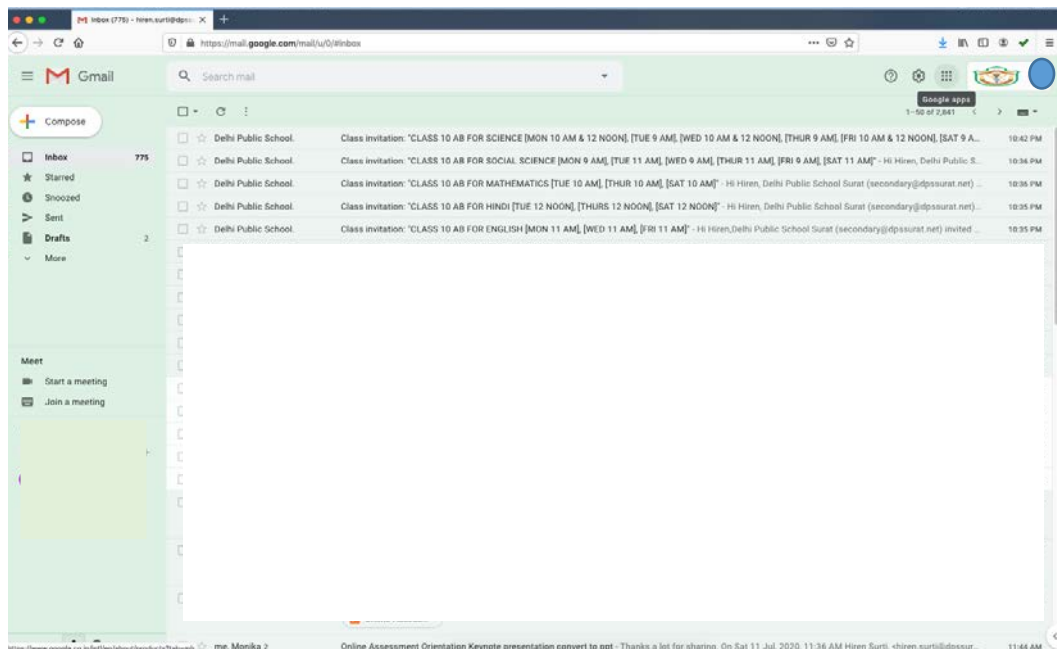 Inbox (775) - hiren.surti@dpss
https://mail.google.com/mail/u/0/#inbox
Gmail
Search mail
Google apps
Compose
1–50 of 2,841
Inbox 775
Starred
Snoozed
Sent
Drafts 2
More
Delhi Public School. Class invitation: "CLASS 10 AB FOR SCIENCE [MON 10 AM & 12 NOON], [TUE 9 AM], [WED 10 AM & 12 NOON], [THUR 9 AM], [FRI 10 AM & 12 NOON], [SAT 9 A... 10:42 PM
Delhi Public School. Class invitation: "CLASS 10 AB FOR SOCIAL SCIENCE [MON 9 AM], [TUE 11 AM], [WED 9 AM], [THUR 11 AM], [FRI 9 AM], [SAT 11 AM]" - Hi Hiren, Delhi Public S... 10:36 PM
Delhi Public School. Class invitation: "CLASS 10 AB FOR MATHEMATICS [TUE 10 AM], [THUR 10 AM], [SAT 10 AM]" - Hi Hiren, Delhi Public School Surat (secondary@dpssurat.net) ... 10:35 PM
Delhi Public School. Class invitation: "CLASS 10 AB FOR HINDI [TUE 12 NOON], [THURS 12 NOON], [SAT 12 NOON]" - Hi Hiren, Delhi Public School Surat (secondary@dpssurat.net)... 10:35 PM
Delhi Public School. Class invitation: "CLASS 10 AB FOR ENGLISH [MON 11 AM], [WED 11 AM], [FRI 11 AM]" - Hi Hiren,Delhi Public School Surat (secondary@dpssurat.net) invited ... 10:35 PM
Meet
Start a meeting
Join a meeting
me, Monika 2 Online Assessment Orientation Keynote presentation convert to ppt - Thanks a lot for sharing. On Sat 11 Jul, 2020, 11:36 AM Hiren Surti, 11:44 AM